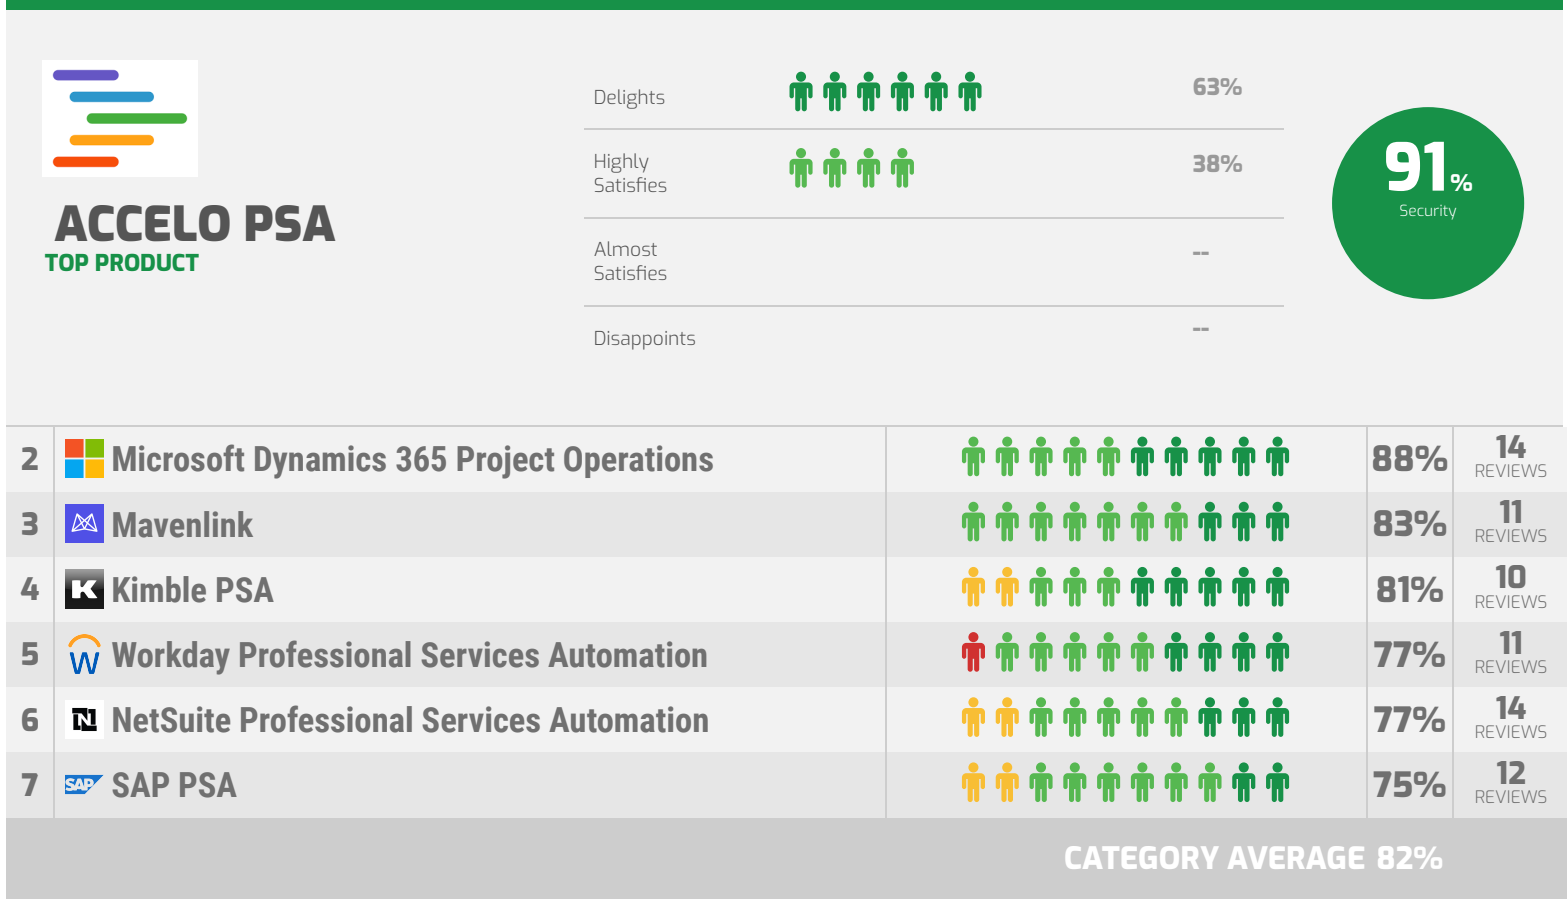 ACCELO PSA
TOP PRODUCT
Delights
63%
Highly
Satisfies
38%
Almost
Satisfies
--
Disappoints
--
91%
Security
2 Microsoft Dynamics 365 Project Operations 88% 14 REVIEWS
3 Mavenlink 83% 11 REVIEWS
4 K Kimble PSA 81% 10 REVIEWS
5 W Workday Professional Services Automation 77% 11 REVIEWS
6 N NetSuite Professional Services Automation 77% 14 REVIEWS
7 SAP SAP PSA 75% 12 REVIEWS
CATEGORY AVERAGE 82%